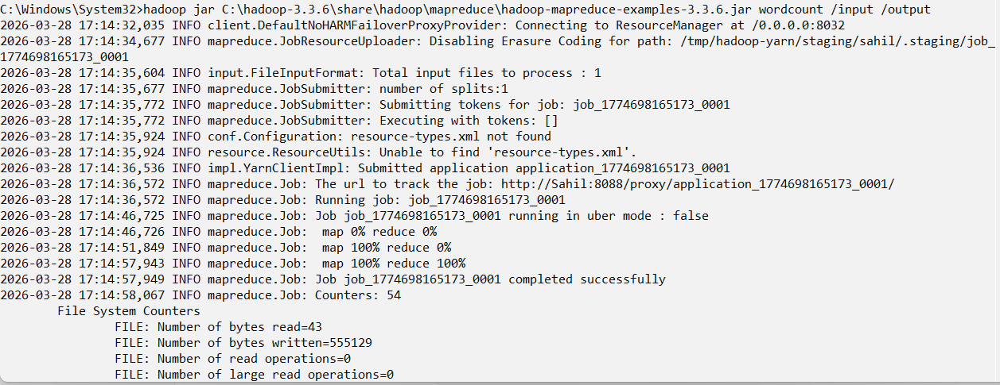 C:\Windows\System32>hadoop jar C:\hadoop-3.3.6\share\hadoop\mapreduce\hadoop-mapreduce-examples-3.3.6.jar wordcount /input /output
2026-03-28 17:14:32,035 INFO client.DefaultNoHARMFailoverProxyProvider: Connecting to ResourceManager at /0.0.0.0:8032
2026-03-28 17:14:34,677 INFO mapreduce.JobResourceUploader: Disabling Erasure Coding for path: /tmp/hadoop-yarn/staging/sahil/.staging/job_
1774698165173_0001
2026-03-28 17:14:35,604 INFO input.FileInputFormat: Total input files to process : 1
2026-03-28 17:14:35,677 INFO mapreduce.JobSubmitter: number of splits:1
2026-03-28 17:14:35,772 INFO mapreduce.JobSubmitter: Submitting tokens for job: job_1774698165173_0001
2026-03-28 17:14:35,772 INFO mapreduce.JobSubmitter: Executing with tokens: []
2026-03-28 17:14:35,924 INFO conf.Configuration: resource-types.xml not found
2026-03-28 17:14:35,924 INFO resource.ResourceUtils: Unable to find 'resource-types.xml'.
2026-03-28 17:14:36,536 INFO impl.YarnClientImpl: Submitted application application_1774698165173_0001
2026-03-28 17:14:36,572 INFO mapreduce.Job: The url to track the job: http://Sahil:8088/proxy/application_1774698165173_0001/
2026-03-28 17:14:36,572 INFO mapreduce.Job: Running job: job_1774698165173_0001
2026-03-28 17:14:46,725 INFO mapreduce.Job: Job job_1774698165173_0001 running in uber mode : false
2026-03-28 17:14:46,726 INFO mapreduce.Job:  map 0% reduce 0%
2026-03-28 17:14:51,849 INFO mapreduce.Job:  map 100% reduce 0%
2026-03-28 17:14:57,943 INFO mapreduce.Job:  map 100% reduce 100%
2026-03-28 17:14:57,949 INFO mapreduce.Job: Job job_1774698165173_0001 completed successfully
2026-03-28 17:14:58,067 INFO mapreduce.Job: Counters: 54
File System Counters
FILE: Number of bytes read=43
FILE: Number of bytes written=555129
FILE: Number of read operations=0
FILE: Number of large read operations=0